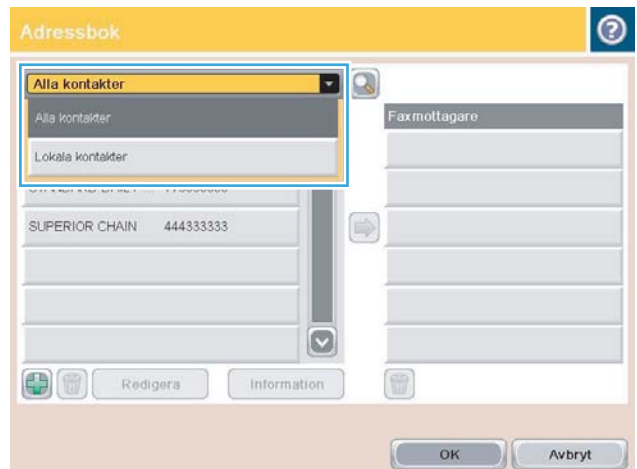 Adressbok
Alla kontakter
Alla kontakter
Lokala kontakter
SUPERIOR CHAIN 444333333
Faxmottagare
Redigera
Information
OK
Avbryt